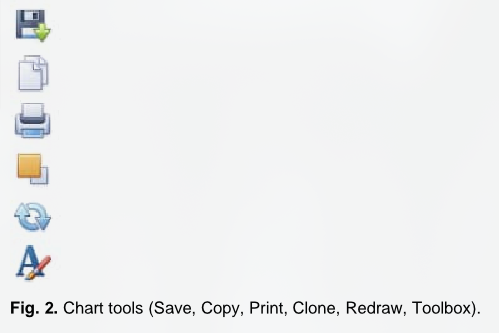 Fig. 2. Chart tools (Save, Copy, Print, Clone, Redraw, Toolbox).